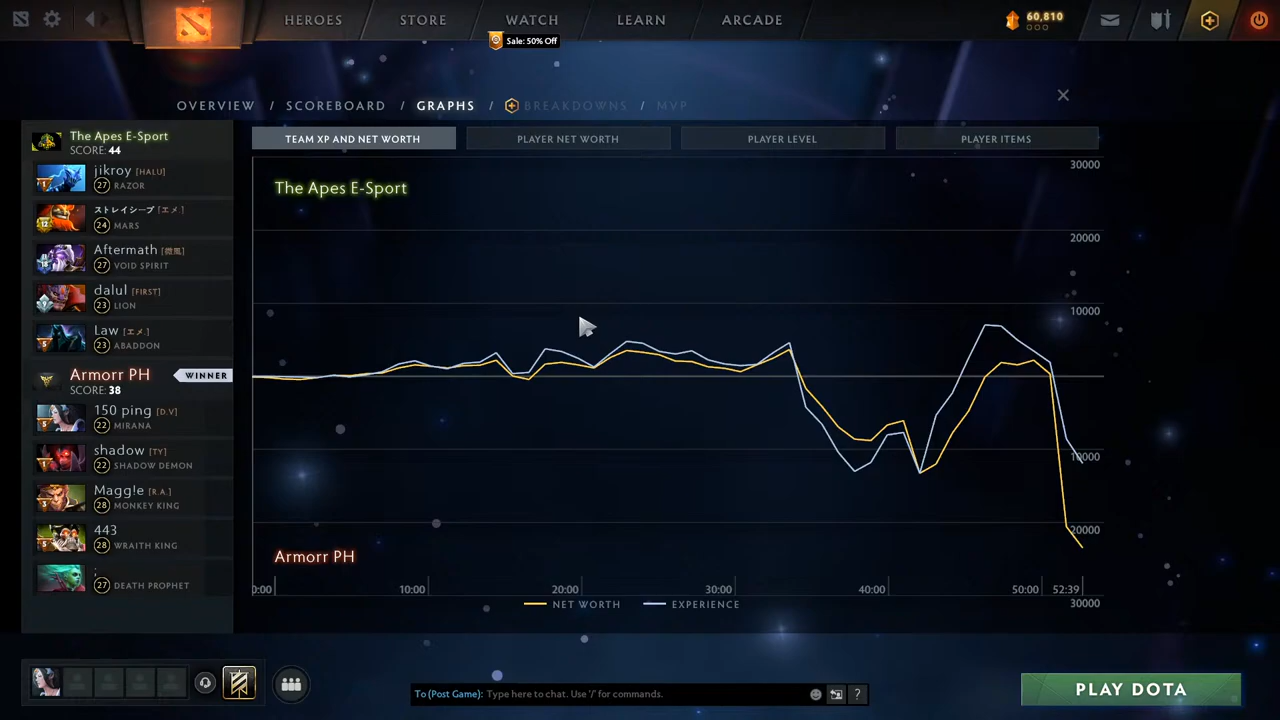 HEROES
STORE
WATCH
LEARN
ARCADE
60,810
Sale: 50% Off
OVERVIEW / SCOREBOARD / GRAPHS / BREAKDOWNS / MVP
The Apes E-Sport
SCORE: 44
jikroy [HALU]
27 RAZOR
ストレイシープ [エメ]
24 MARS
Aftermath [微風]
27 VOID SPIRIT
dalul [FIRST]
23 LION
Law [エメ]
23 ABADDON
Armorr PH
WINNER
SCORE: 38
150 ping [D.V]
22 MIRANA
shadow [TY]
22 SHADOW DEMON
Magg!e [R.A.]
28 MONKEY KING
443
28 WRAITH KING
;
27 DEATH PROPHET
TEAM XP AND NET WORTH
PLAYER NET WORTH
PLAYER LEVEL
PLAYER ITEMS
The Apes E-Sport
30000
20000
10000
10000
20000
30000
Armorr PH
0:00 10:00 20:00 30:00 40:00 50:00 52:39
NET WORTH EXPERIENCE
To (Post Game): Type here to chat. Use '/' for commands.
?
PLAY DOTA